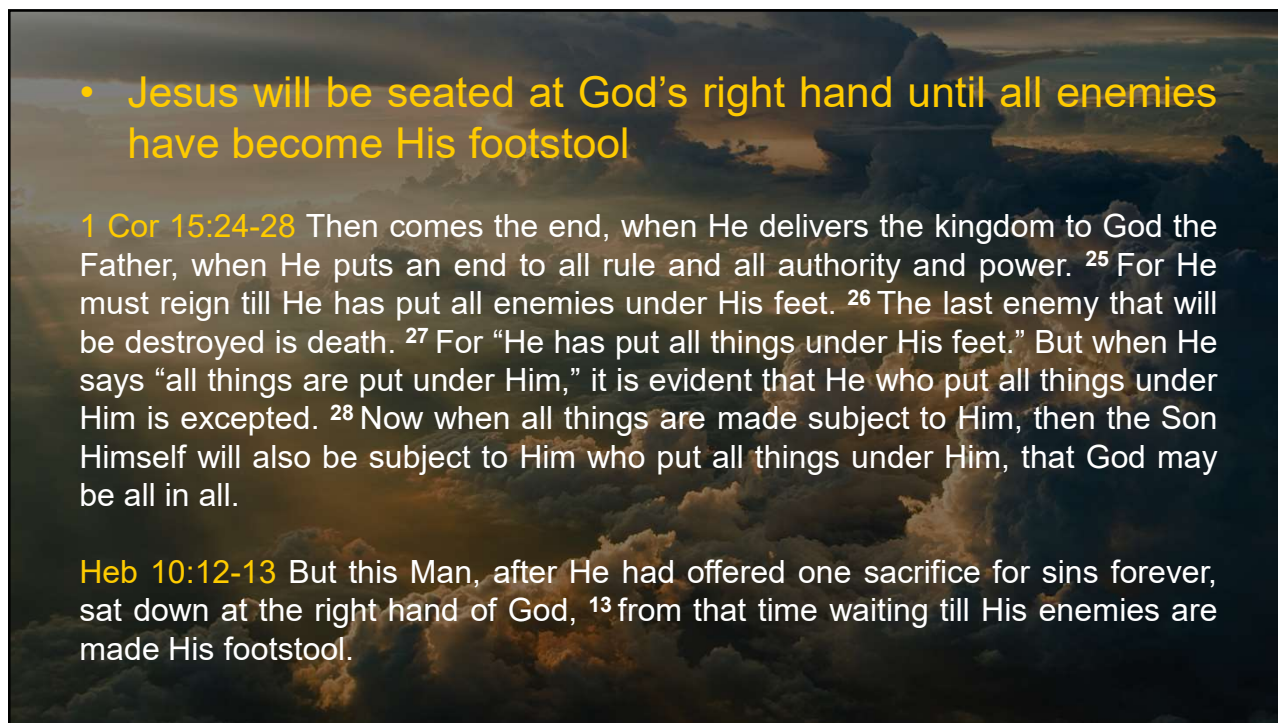 • Jesus will be seated at God’s right hand until all enemies
have become His footstool
1 Cor 15:24-28 Then comes the end, when He delivers the kingdom to God the
Father, when He puts an end to all rule and all authority and power. 25 For He
must reign till He has put all enemies under His feet. 26 The last enemy that will
be destroyed is death. 27 For “He has put all things under His feet.” But when He
says “all things are put under Him,” it is evident that He who put all things under
Him is excepted. 28 Now when all things are made subject to Him, then the Son
Himself will also be subject to Him who put all things under Him, that God may
be all in all.
Heb 10:12-13 But this Man, after He had offered one sacrifice for sins forever,
sat down at the right hand of God, 13 from that time waiting till His enemies are
made His footstool.